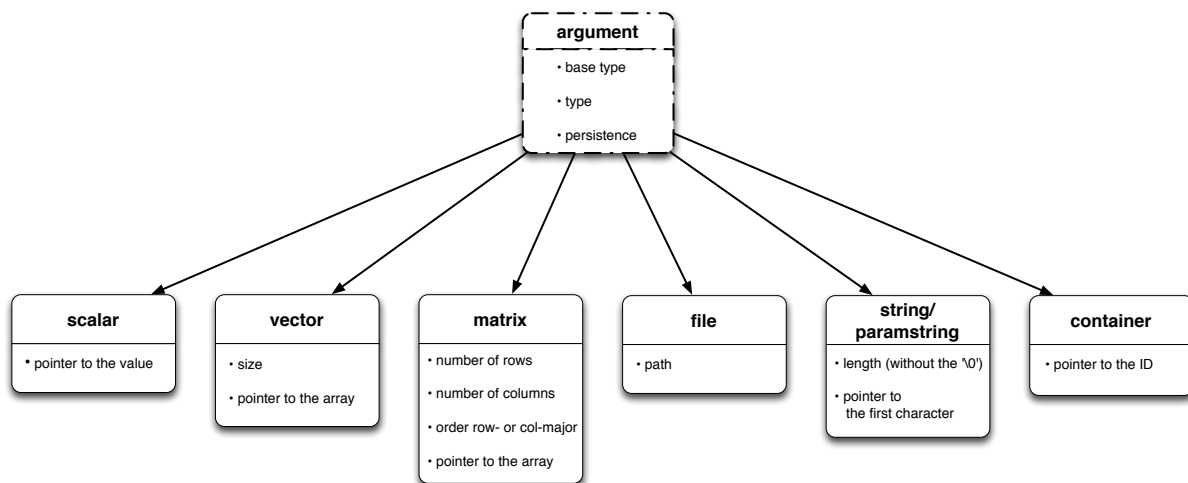 argument
• base type
• type
• persistence
scalar
• pointer to the value
vector
• size
• pointer to the array
matrix
• number of rows
• number of columns
• order row- or col-major
• pointer to the array
file
• path
string/
paramstring
• length (without the '\0')
• pointer to
the first character
container
• pointer to the ID